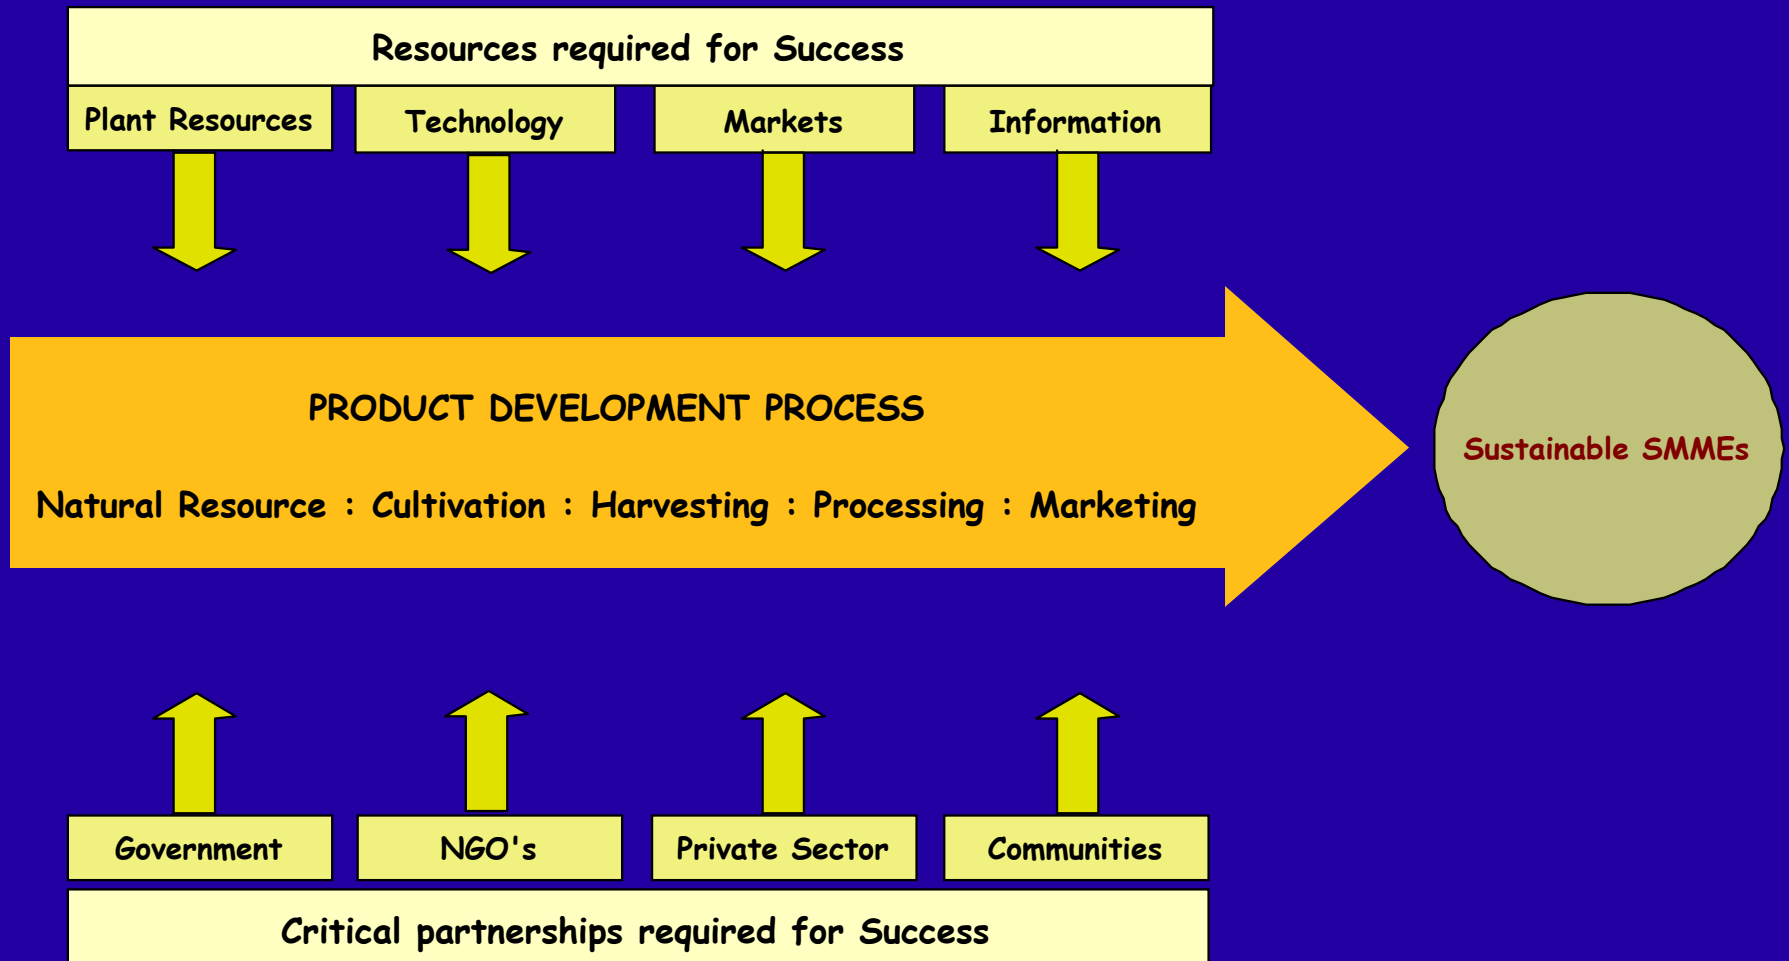 Resources required for Success
Plant Resources
Technology
Markets
Information
PRODUCT DEVELOPMENT PROCESS
Natural Resource : Cultivation : Harvesting : Processing : Marketing
Sustainable SMMEs
Government
NGO's
Private Sector
Communities
Critical partnerships required for Success